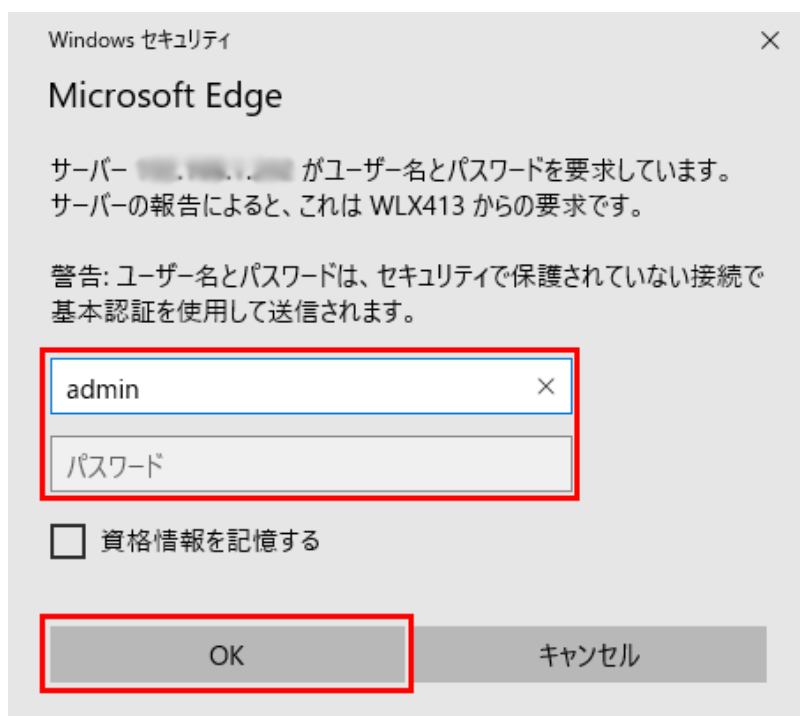 Windows セキュリティ
Microsoft Edge
サーバー がユーザー名とパスワードを要求しています。
サーバーの報告によると、これは WLX413 からの要求です。
警告: ユーザー名とパスワードは、セキュリティで保護されていない接続で
基本認証を使用して送信されます。
admin
パスワード
資格情報を記憶する
OK
キャンセル